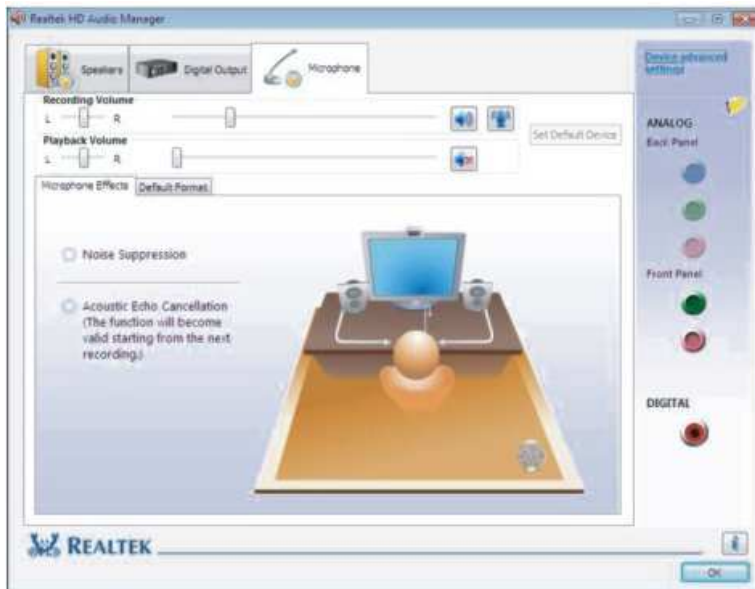 Realtek HD Audio Manager
Speakers
Digital Output
Microphone
Device advanced
settings
Recording Volume
L R
Set Default Device
Playback Volume
L R
ANALOG
Back Panel
Microphone Effects
Default Format
Noise Suppression
Acoustic Echo Cancellation
(The function will become
valid starting from the next
recording.)
Front Panel
DIGITAL
REALTEK
i
OK